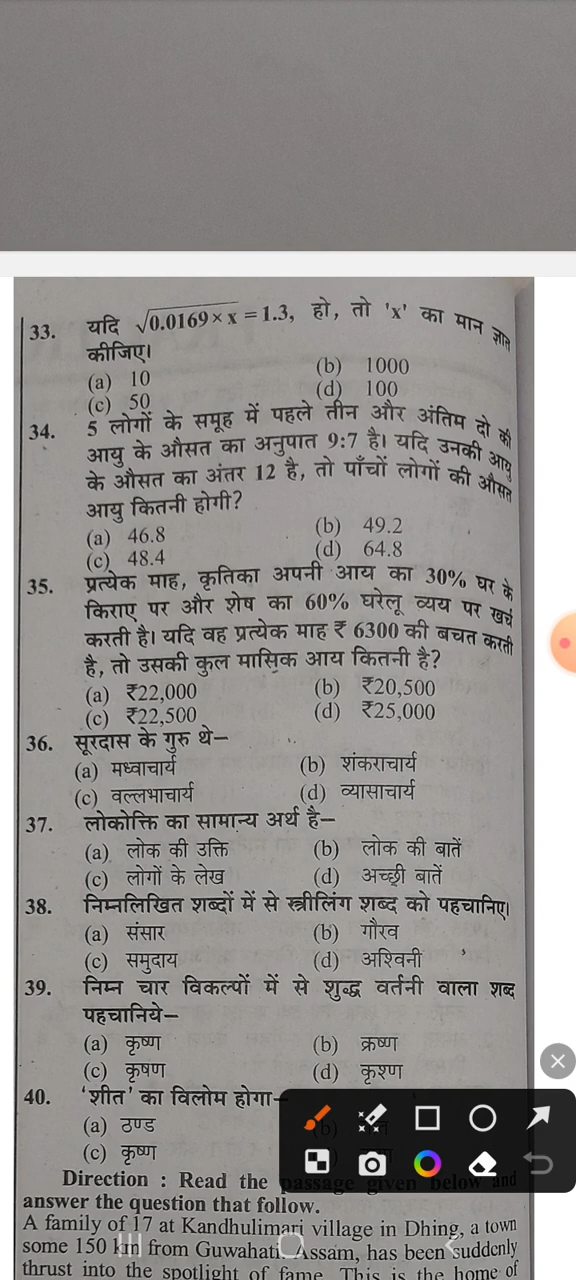 33. यदि √0.0169 × x = 1.3, हो, तो 'x' का मान ज्ञात
कीजिए।
(a) 10 (b) 1000
(c) 50 (d) 100
34. 5 लोगों के समूह में पहले तीन और अंतिम दो की
आयु के औसत का अनुपात 9:7 है। यदि उनकी आयु
के औसत का अंतर 12 है, तो पाँचों लोगों की औसत
आयु कितनी होगी?
(a) 46.8 (b) 49.2
(c) 48.4 (d) 64.8
35. प्रत्येक माह, कृतिका अपनी आय का 30% घर के
किराए पर और शेष का 60% घरेलू व्यय पर खर्च
करती है। यदि वह प्रत्येक माह ₹ 6300 की बचत करती
है, तो उसकी कुल मासिक आय कितनी है?
(a) ₹22,000 (b) ₹20,500
(c) ₹22,500 (d) ₹25,000
36. सूरदास के गुरु थे–
(a) मध्वाचार्य (b) शंकराचार्य
(c) वल्लभाचार्य (d) व्यासाचार्य
37. लोकोक्ति का सामान्य अर्थ है–
(a) लोक की उक्ति (b) लोक की बातें
(c) लोगों के लेख (d) अच्छी बातें
38. निम्नलिखित शब्दों में से स्त्रीलिंग शब्द को पहचानिए।
(a) संसार (b) गौरव
(c) समुदाय (d) अश्विनी
39. निम्न चार विकल्पों में से शुद्ध वर्तनी वाला शब्द
पहचानिये–
(a) कृष्ण (b) क्रष्ण
(c) कृषण (d) कृश्ण
40. 'शीत' का विलोम होगा–
(a) ठण्ड
(c) कृष्ण
Direction : Read the passage given below and
answer the question that follow.
A family of 17 at Kandhulimari village in Dhing, a town
some 150 km from Guwahati. Assam, has been suddenly
thrust into the spotlight of fame. This is the home of